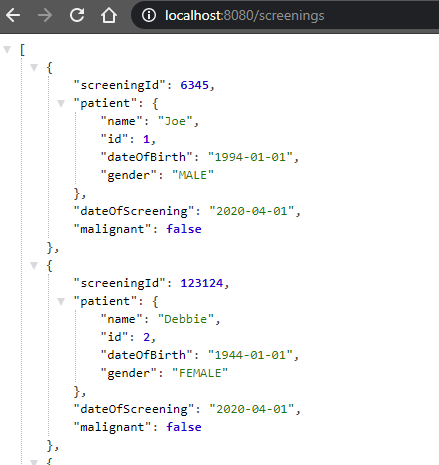 localhost:8080/screenings
[
{
"screeningId": 6345,
"patient": {
"name": "Joe",
"id": 1,
"dateOfBirth": "1994-01-01",
"gender": "MALE"
},
"dateOfScreening": "2020-04-01",
"malignant": false
},
{
"screeningId": 123124,
"patient": {
"name": "Debbie",
"id": 2,
"dateOfBirth": "1944-01-01",
"gender": "FEMALE"
},
"dateOfScreening": "2020-04-01",
"malignant": false
},
{